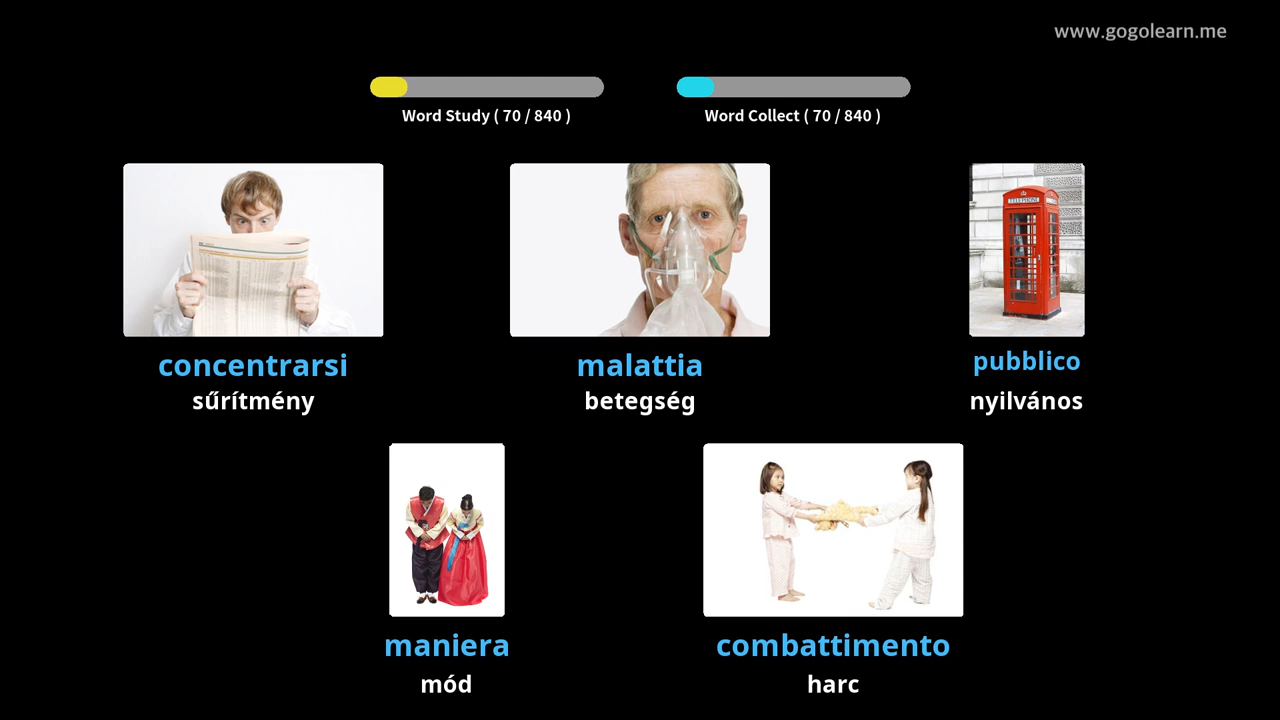 www.gogolearn.me
Word Study ( 70 / 840 )
Word Collect ( 70 / 840 )
TELEPHONE
concentrarsi
malattia
pubblico
sűrítmény
betegség
nyilvános
maniera
combattimento
mód
harc